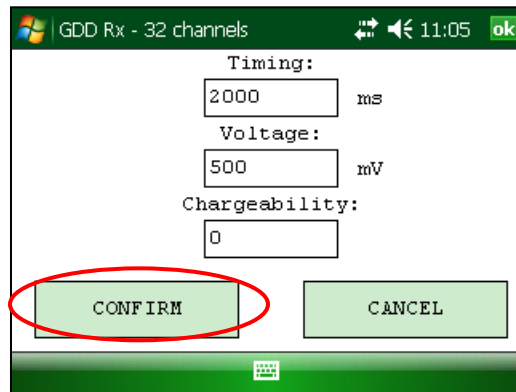 GDD Rx - 32 channels 11:05 ok
Timing:
2000 ms
Voltage:
500 mV
Chargeability:
0
CONFIRM CANCEL